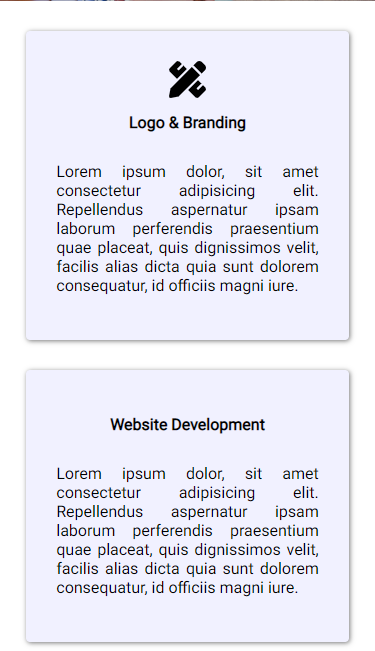 Logo & Branding
Lorem ipsum dolor, sit amet
consectetur adipisicing elit.
Repellendus aspernatur ipsam
laborum perferendis praesentium
quae placeat, quis dignissimos velit,
facilis alias dicta quia sunt dolorem
consequatur, id officiis magni iure.
Website Development
Lorem ipsum dolor, sit amet
consectetur adipisicing elit.
Repellendus aspernatur ipsam
laborum perferendis praesentium
quae placeat, quis dignissimos velit,
facilis alias dicta quia sunt dolorem
consequatur, id officiis magni iure.